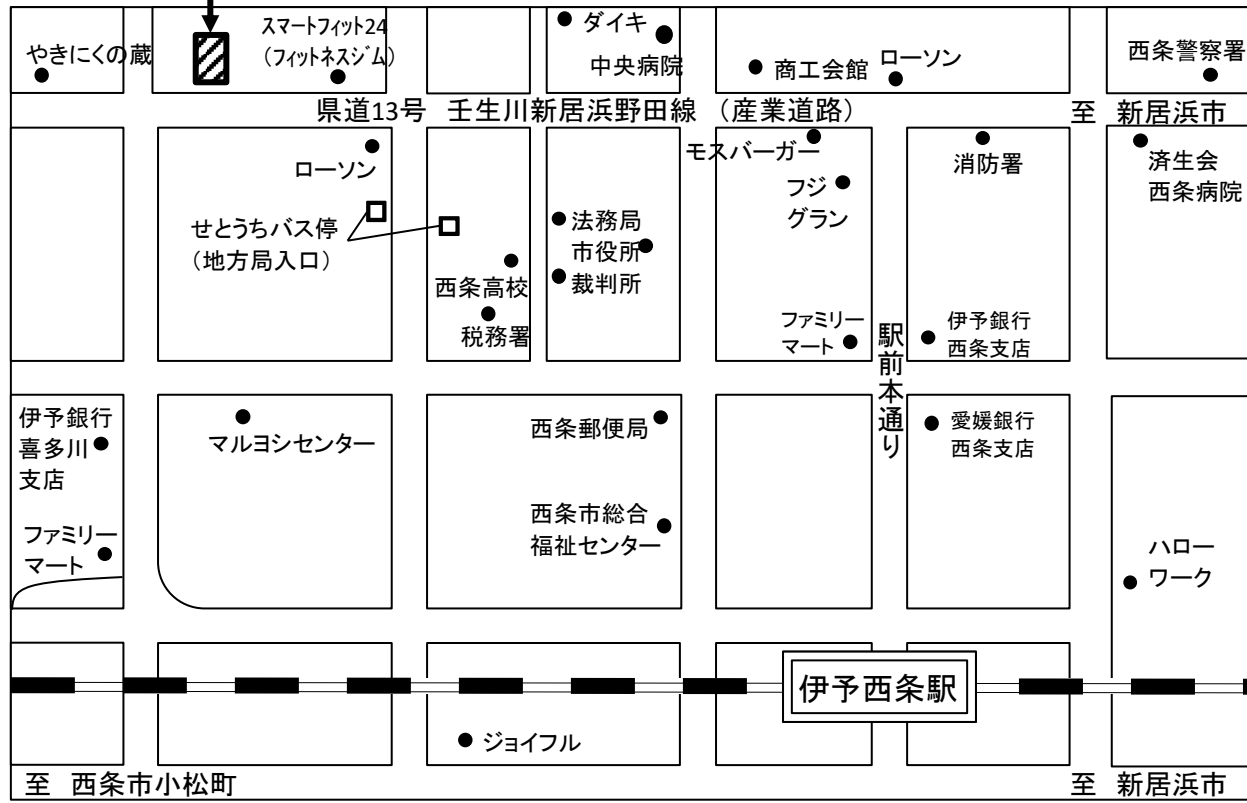 やきにくの蔵
スマートフィット24
（フィットネスジム）
ダイキ
中央病院
商工会館
ローソン
西条警察署
県道13号 壬生川新居浜野田線 （産業道路）
至 新居浜市
ローソン
せとうちバス停
（地方局入口）
西条高校
税務署
法務局
市役所
裁判所
モスバーガー
フジ
グラン
ファミリー
マート
消防署
済生会
西条病院
伊予銀行
西条支店
駅前本通り
伊予銀行
喜多川
支店
マルヨシセンター
西条郵便局
愛媛銀行
西条支店
ファミリー
マート
西条市総合
福祉センター
ハロー
ワーク
伊予西条駅
ジョイフル
至 西条市小松町
至 新居浜市